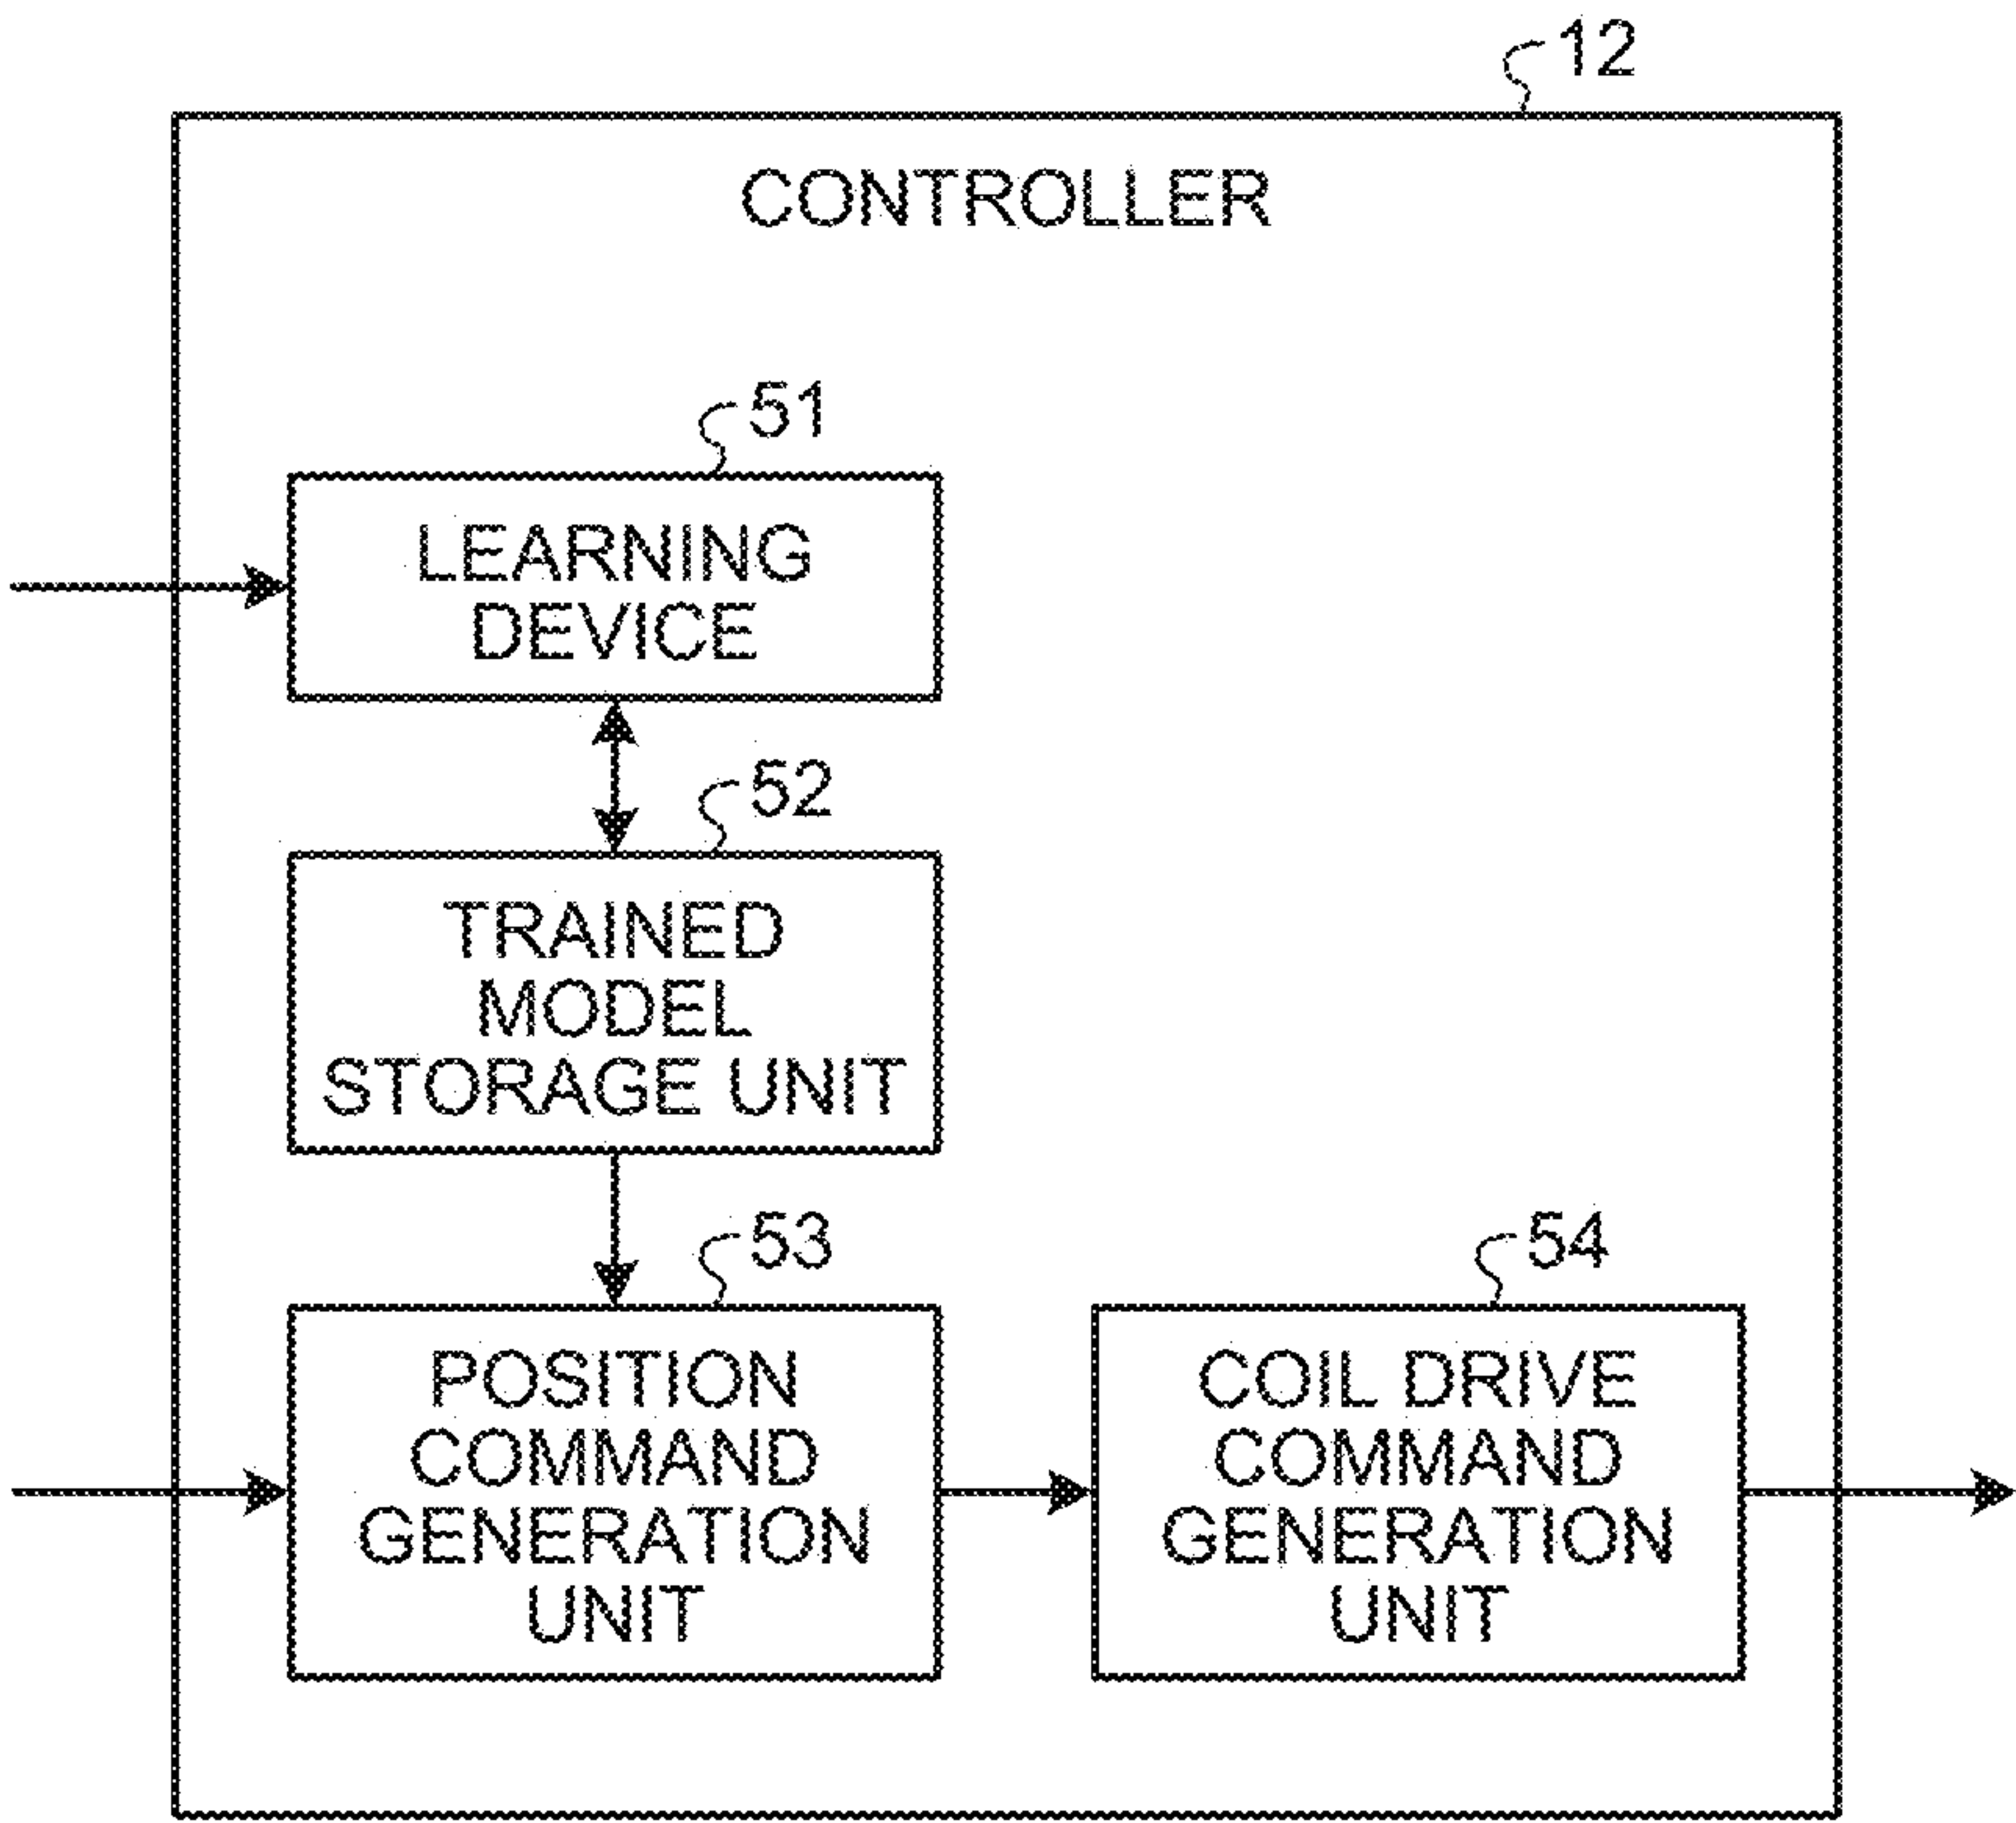 12
CONTROLLER
51
LEARNING
DEVICE
52
TRAINED
MODEL
STORAGE UNIT
53
POSITION
COMMAND
GENERATION
UNIT
54
COIL DRIVE
COMMAND
GENERATION
UNIT